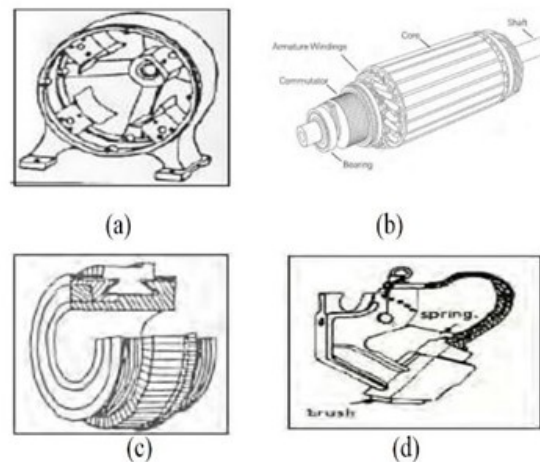 (a)
Shaft
Core
Armature Windings
Commutator
Bearing
(b)
(c)
spring.
brush
(d)